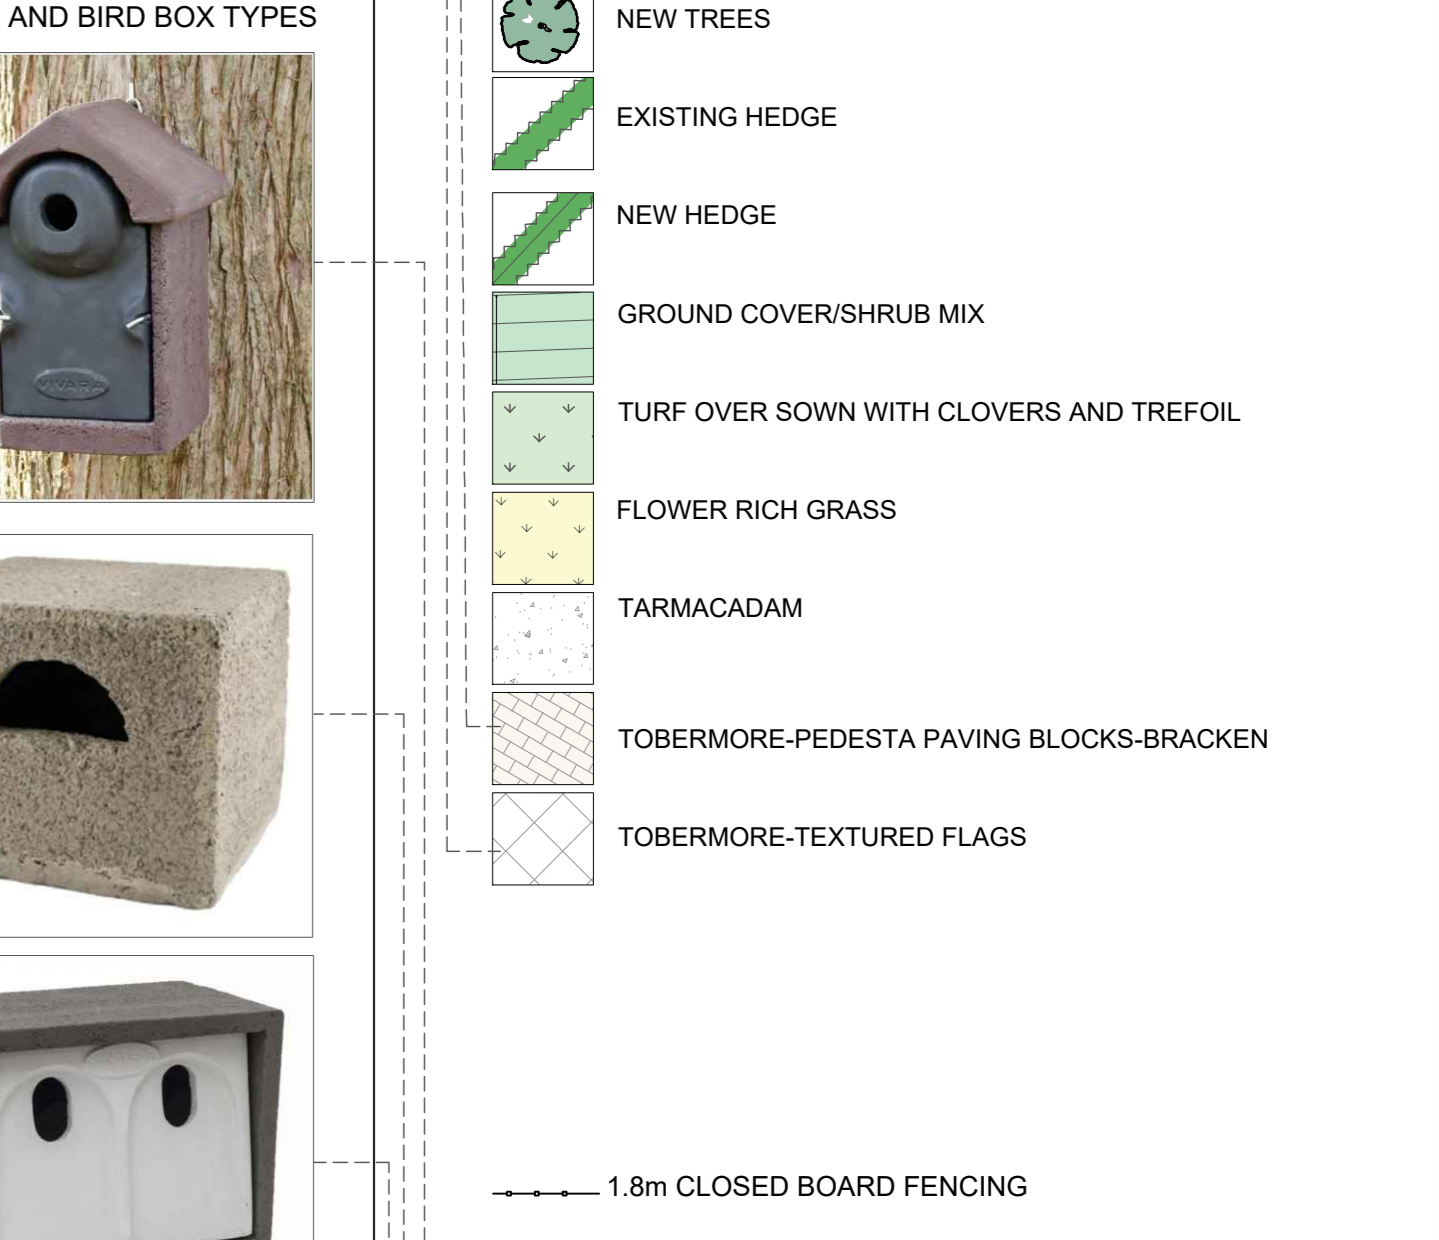 AND BIRD BOX TYPES
VIVARA
NEW TREES
EXISTING HEDGE
NEW HEDGE
GROUND COVER/SHRUB MIX
TURF OVER SOWN WITH CLOVERS AND TREFOIL
FLOWER RICH GRASS
TARMACADAM
TOBERMORE-PEDESTA PAVING BLOCKS-BRACKEN
TOBERMORE-TEXTURED FLAGS
1.8m CLOSED BOARD FENCING